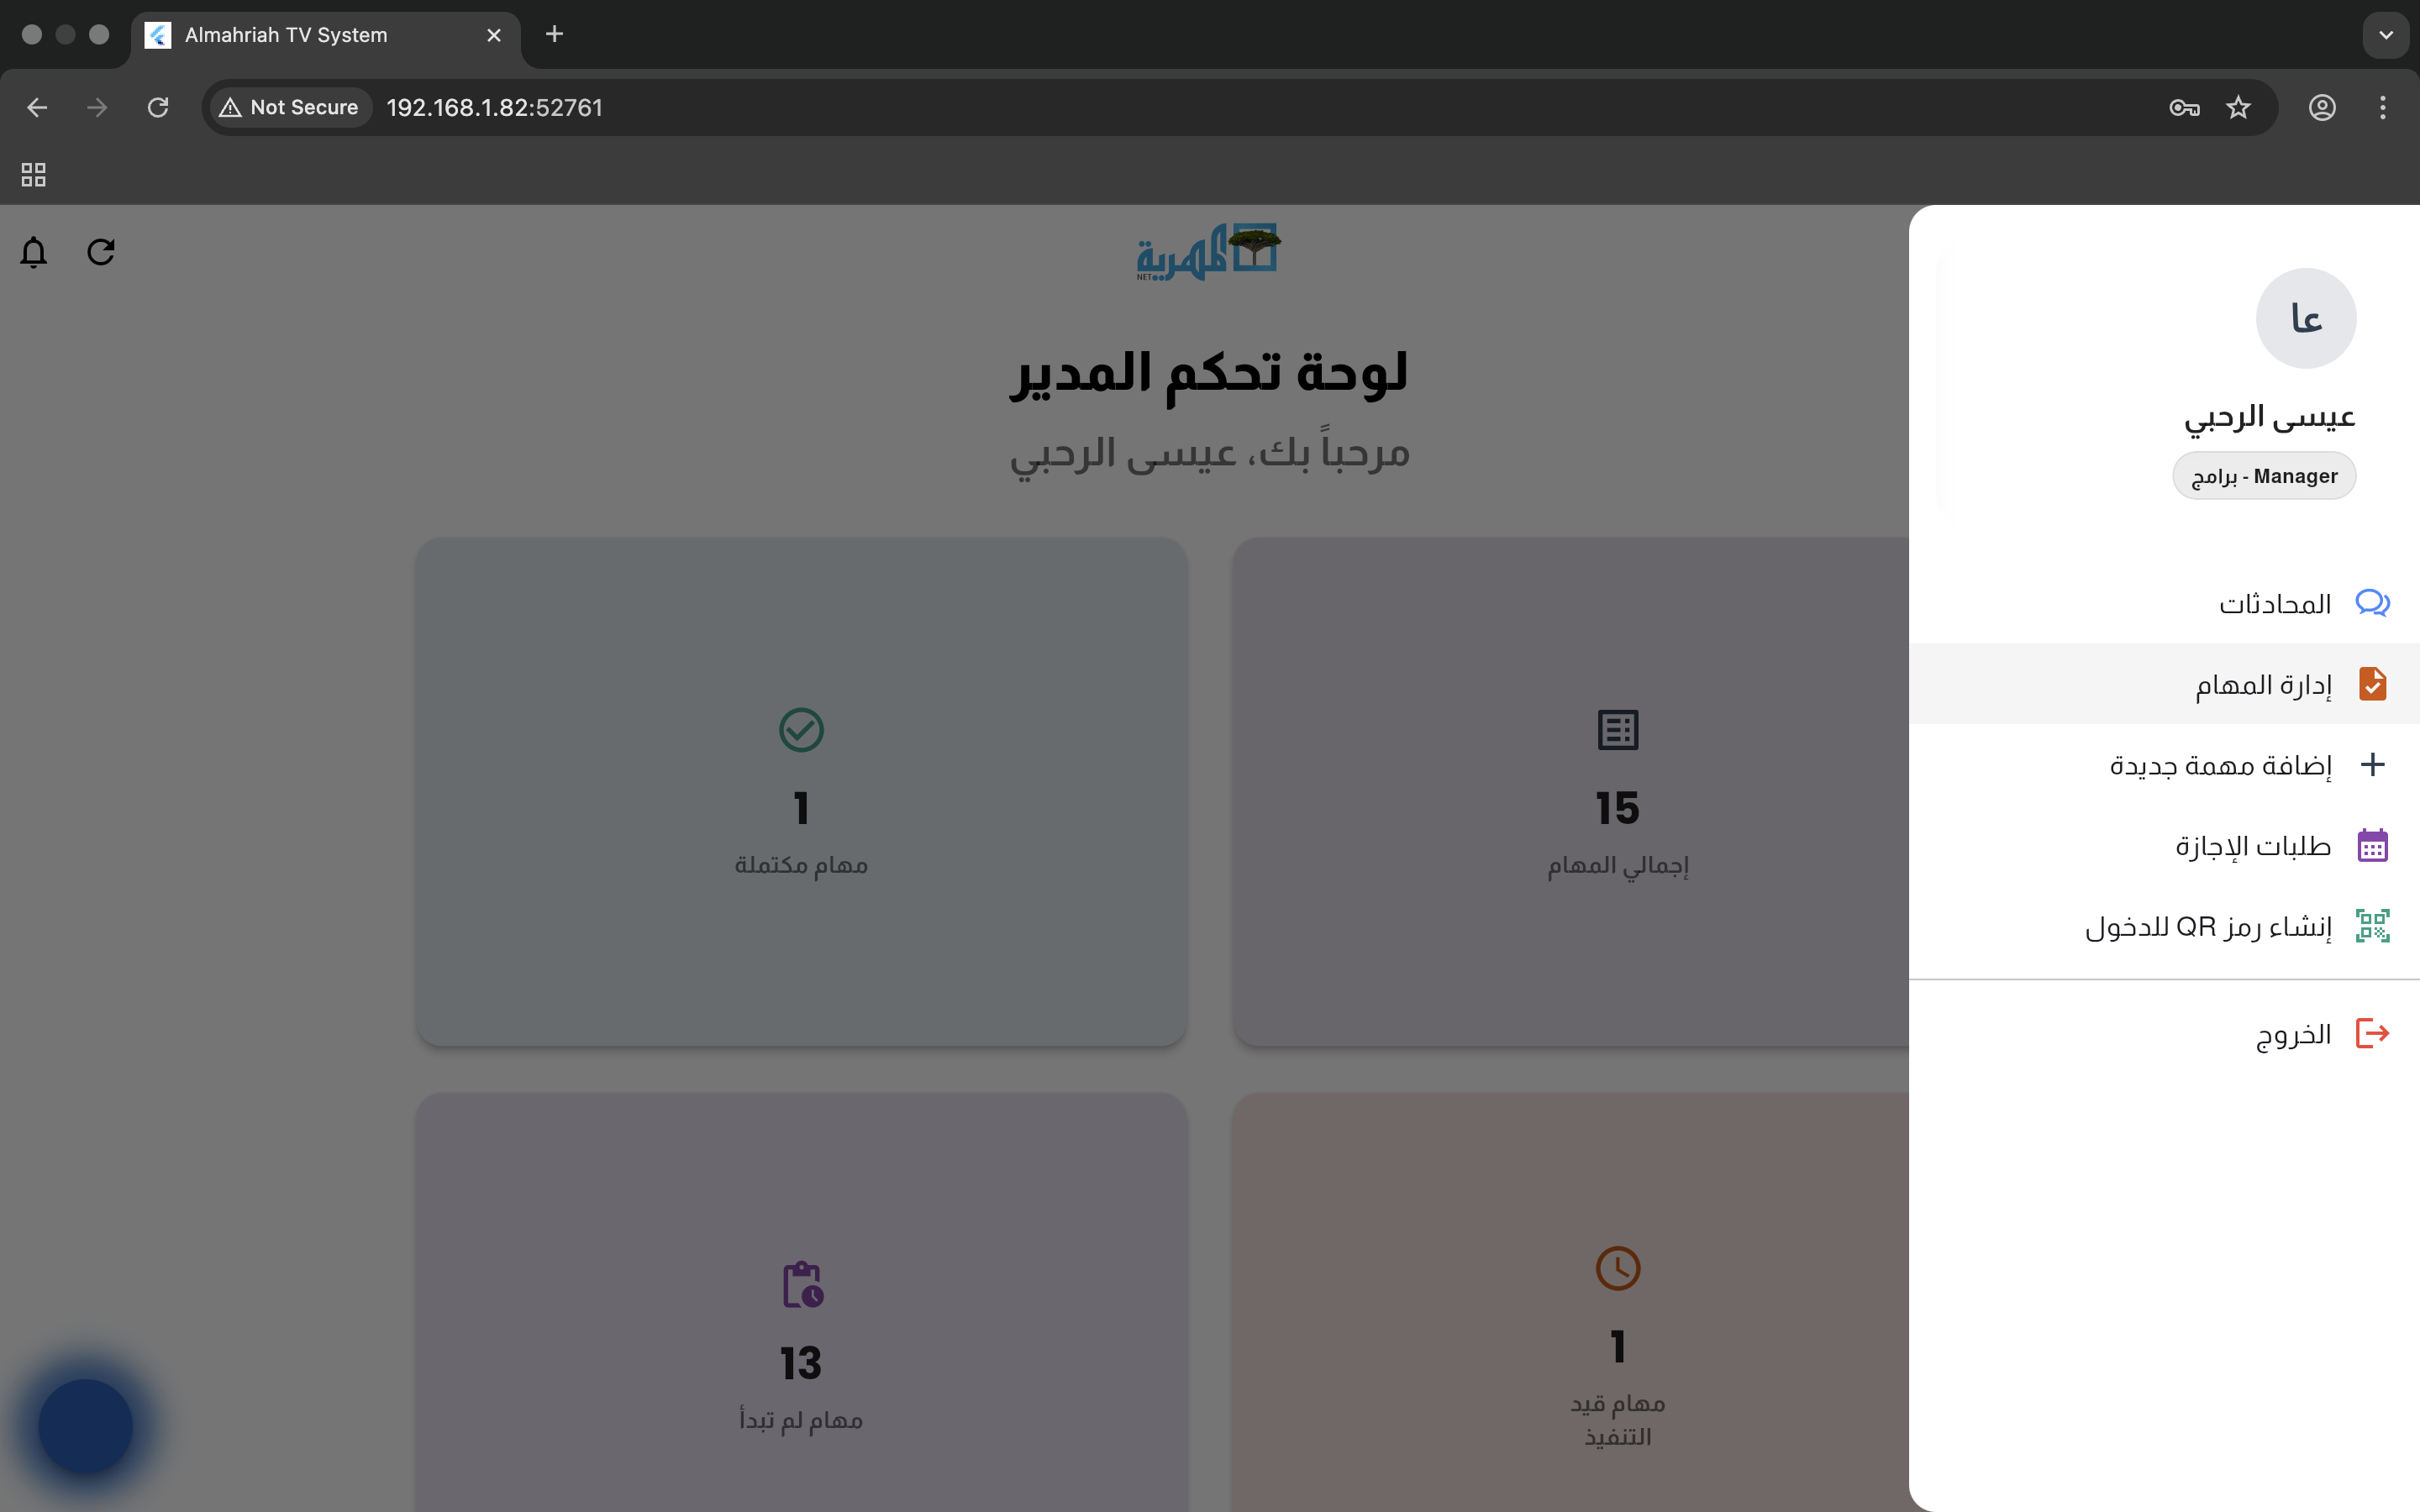 Almahriah TV System
Not Secure
192.168.1.82:52761
المهرية
NET
لوحة تحكم المدير
مرحباً بك، عيسى الرحبي
15
إجمالي المهام
1
مهام مكتملة
1
مهام قيد
التنفيذ
13
مهام لم تبدأ
عا
عيسى الرحبي
Manager - برامج
المحادثات
إدارة المهام
إضافة مهمة جديدة
طلبات الإجازة
إنشاء رمز QR للدخول
الخروج